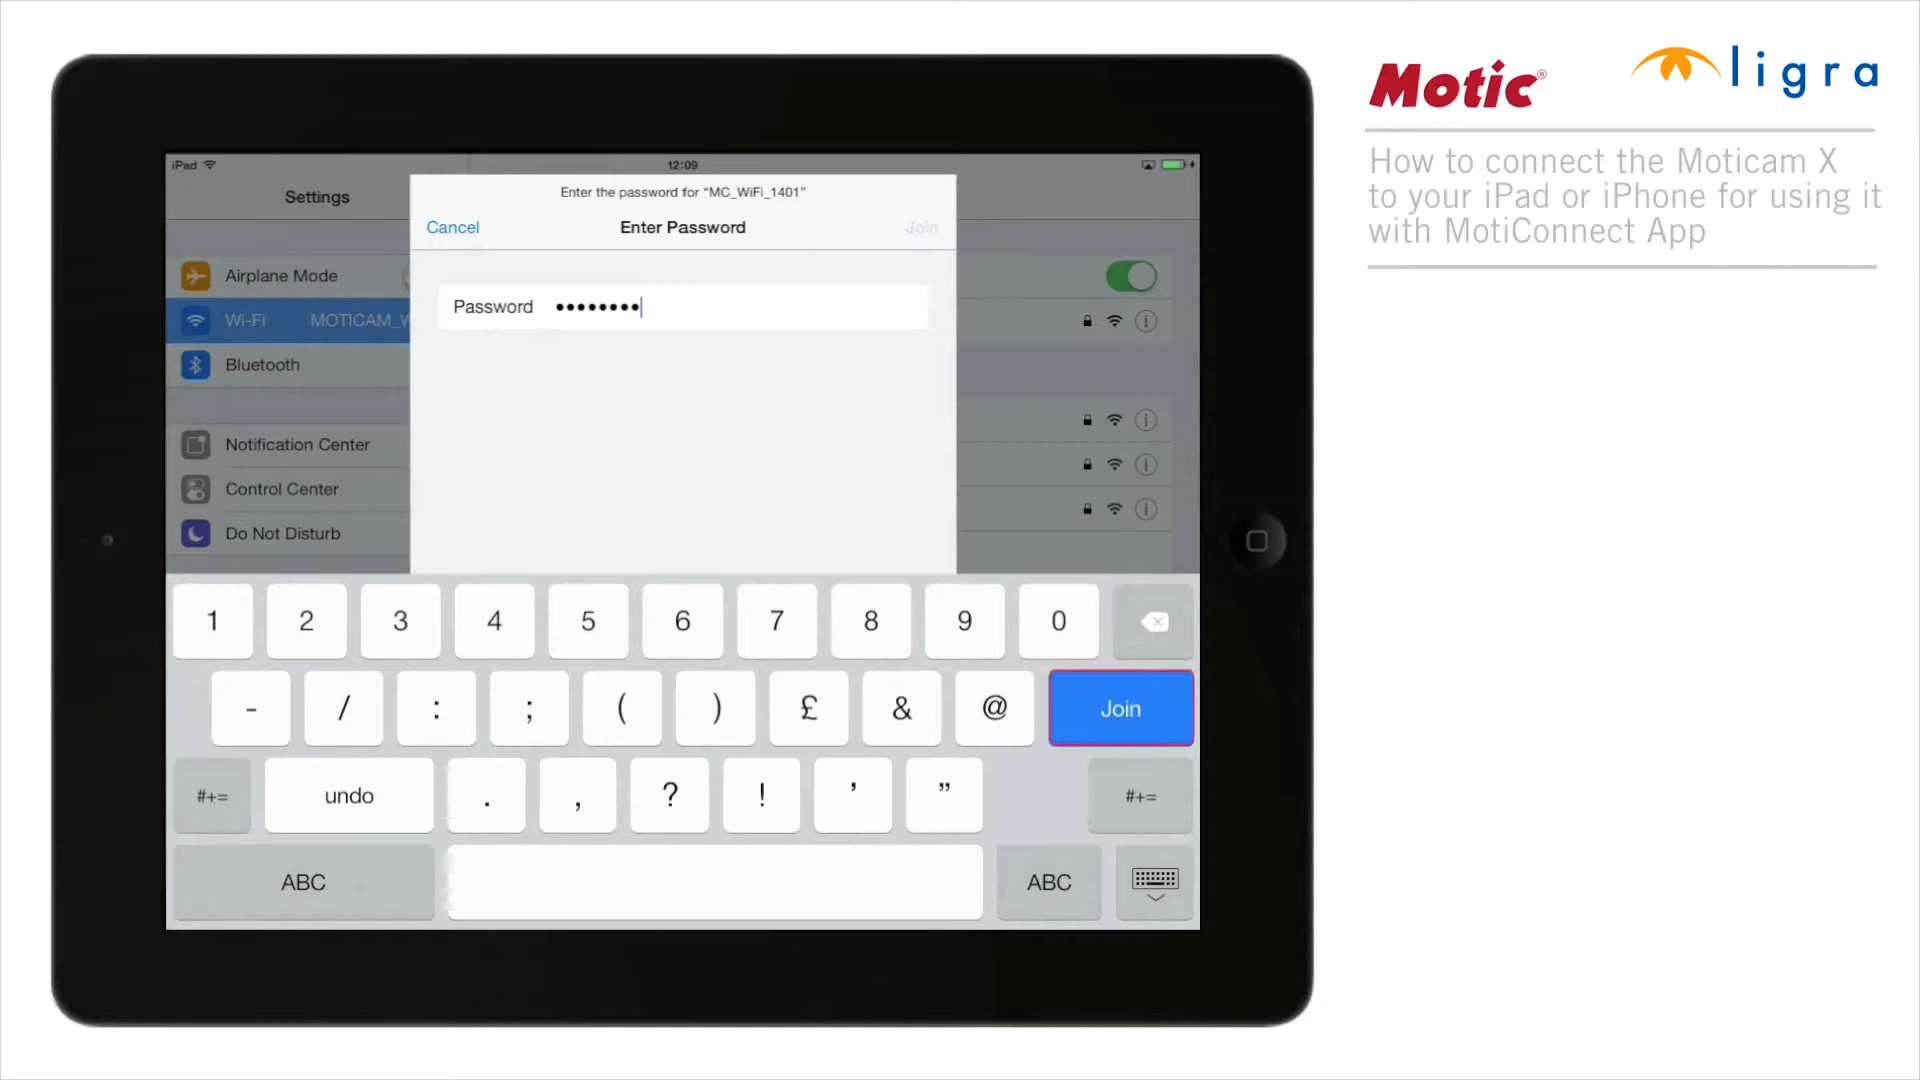 Motic®
ligra
How to connect the Moticam X
to your iPad or iPhone for using it
with MotiConnect App
iPad
12:09
Settings
Enter the password for “MC_WiFi_1401”
Cancel
Enter Password
Join
Airplane Mode
Wi-Fi
MOTICAM_W
Bluetooth
Password ••••••••
Notification Center
Control Center
Do Not Disturb
1 2 3 4 5 6 7 8 9 0
- / : ; ( ) £ & @ Join
#+= undo . , ? ! ’ ” #+=
ABC ABC